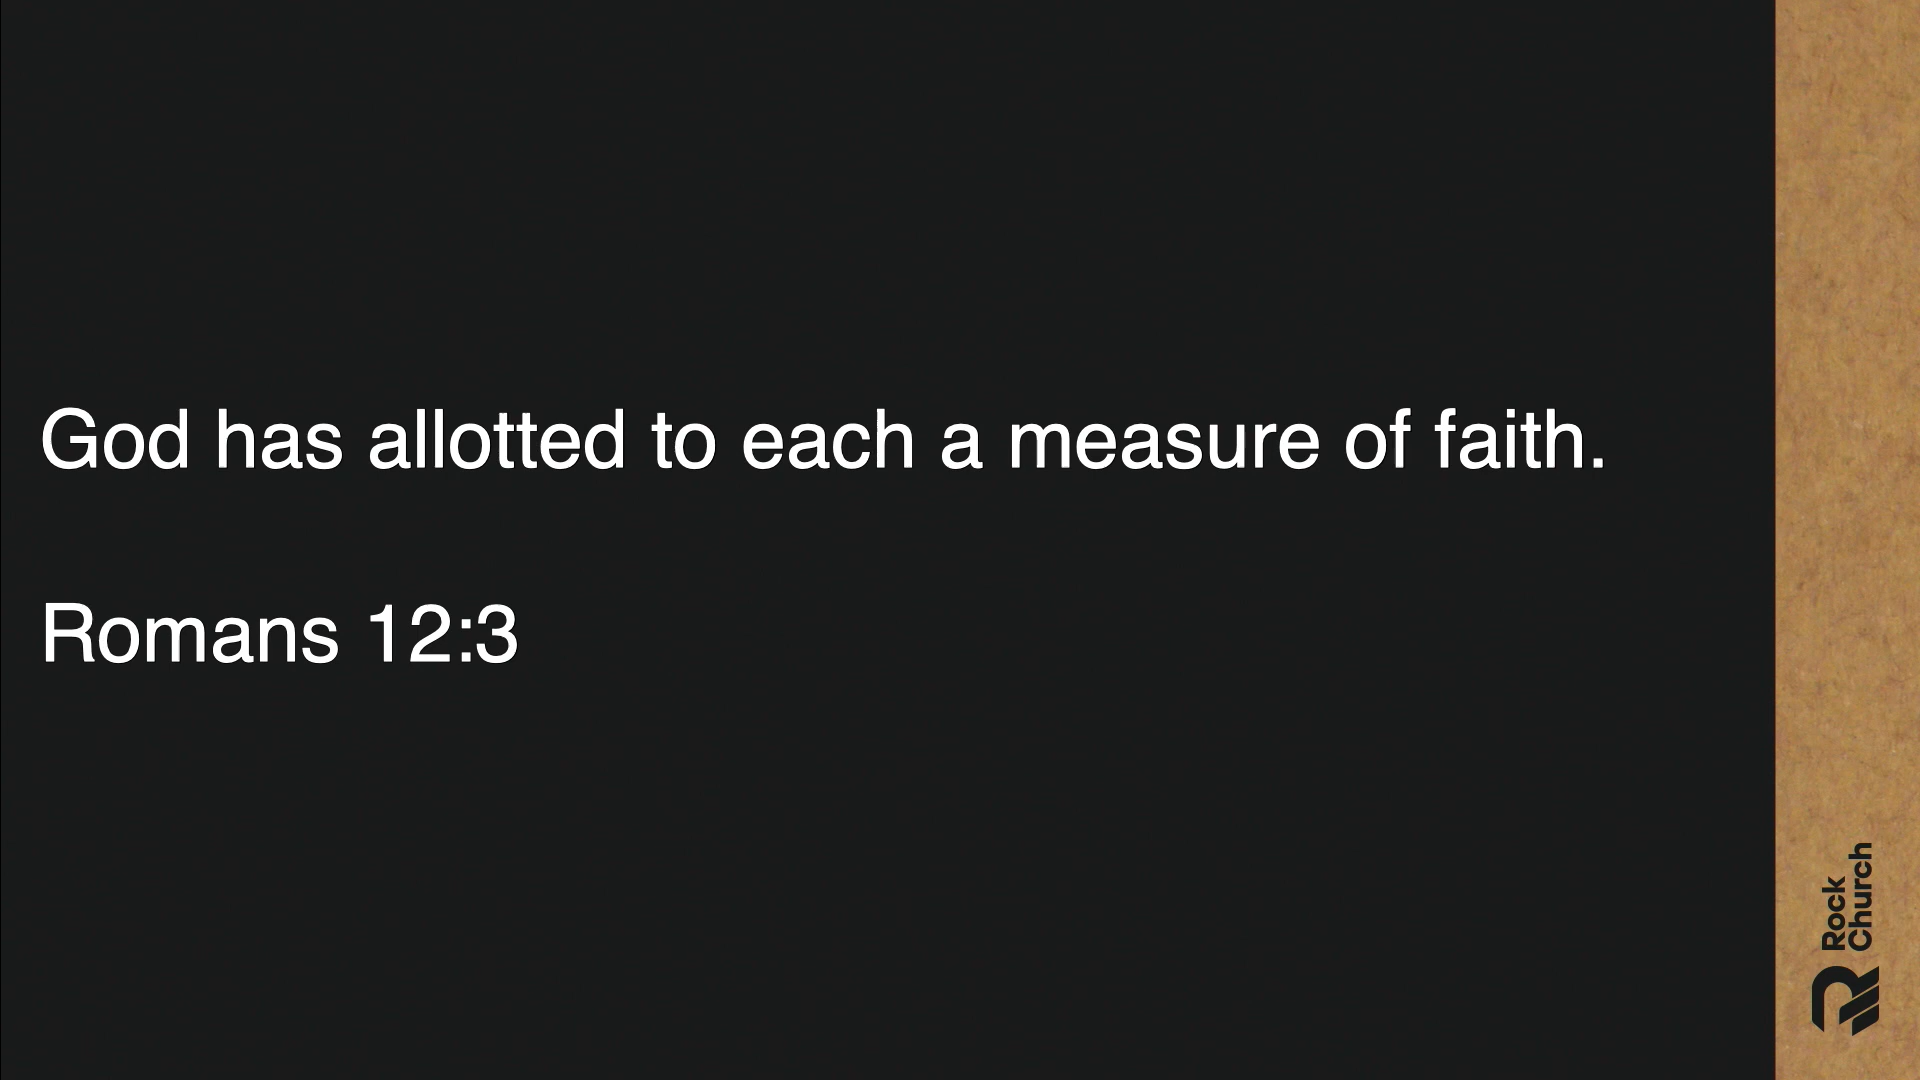 God has allotted to each a measure of faith.
Romans 12:3
Rock
Church